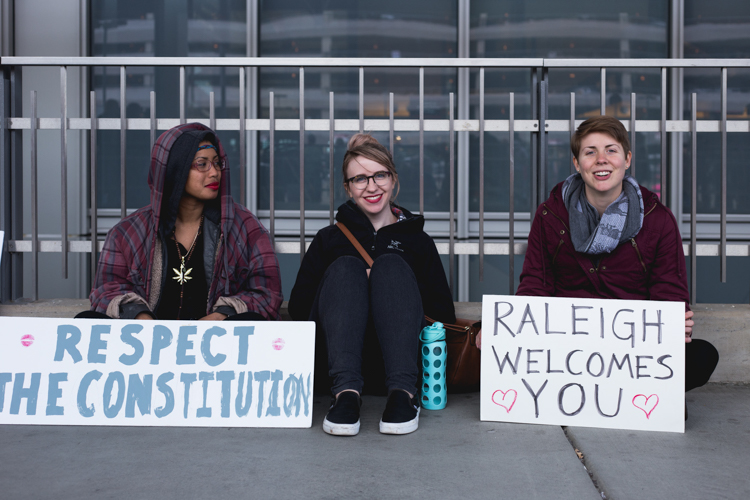 RESPECT
THE CONSTITUTION
RALEIGH
WELCOMES
YOU